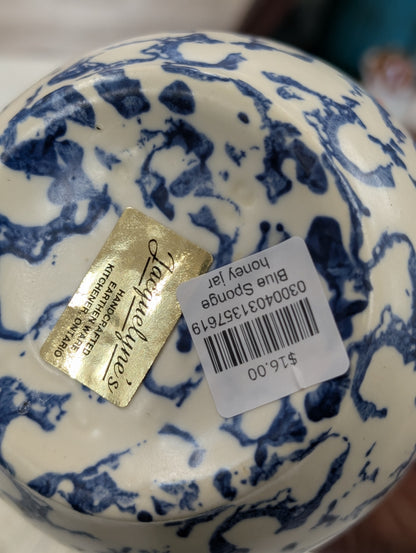 Jacquelyne's
HANDCRAFTED
EARTHENWARE
KITCHENER ONTARIO
Blue Sponge
honey jar
03004031357619
$16.00